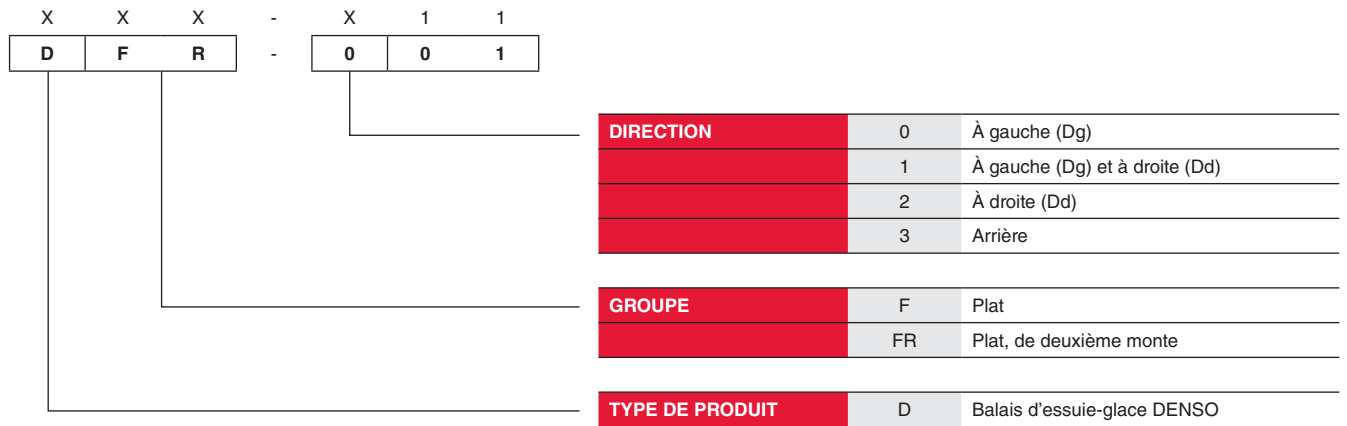 X X X - X 1 1
D F R - 0 0 1
DIRECTION 0 À gauche (Dg)
1 À gauche (Dg) et à droite (Dd)
2 À droite (Dd)
3 Arrière
GROUPE F Plat
FR Plat, de deuxième monte
TYPE DE PRODUIT D Balais d'essuie-glace DENSO